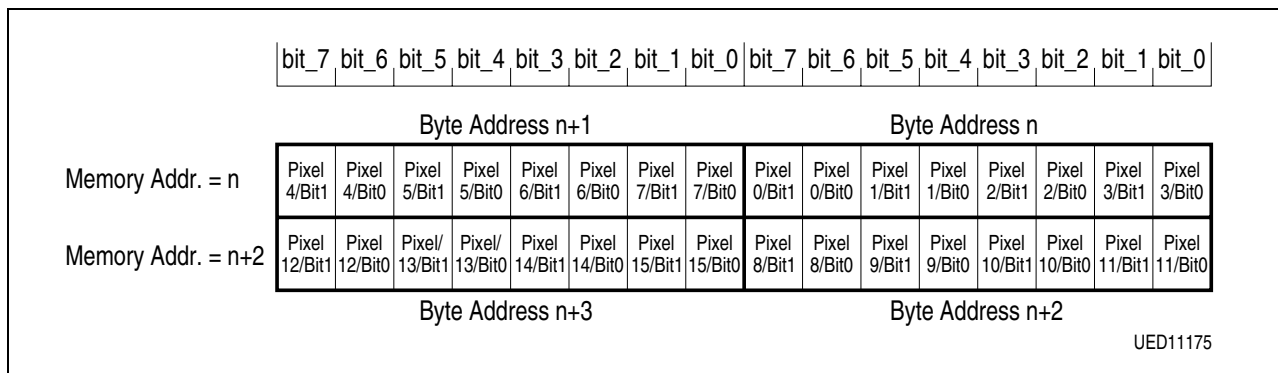 bit_7 bit_6 bit_5 bit_4 bit_3 bit_2 bit_1 bit_0 bit_7 bit_6 bit_5 bit_4 bit_3 bit_2 bit_1 bit_0
Byte Address n+1 Byte Address n
Memory Addr. = n
Pixel Pixel Pixel Pixel Pixel Pixel Pixel Pixel Pixel Pixel Pixel Pixel Pixel Pixel Pixel Pixel
4/Bit1 4/Bit0 5/Bit1 5/Bit0 6/Bit1 6/Bit0 7/Bit1 7/Bit0 0/Bit1 0/Bit0 1/Bit1 1/Bit0 2/Bit1 2/Bit0 3/Bit1 3/Bit0
Memory Addr. = n+2
Pixel Pixel Pixel/ Pixel/ Pixel Pixel Pixel Pixel Pixel Pixel Pixel Pixel Pixel Pixel Pixel Pixel
12/Bit1 12/Bit0 13/Bit1 13/Bit0 14/Bit1 14/Bit0 15/Bit1 15/Bit0 8/Bit1 8/Bit0 9/Bit1 9/Bit0 10/Bit1 10/Bit0 11/Bit1 11/Bit0
Byte Address n+3 Byte Address n+2
UED11175